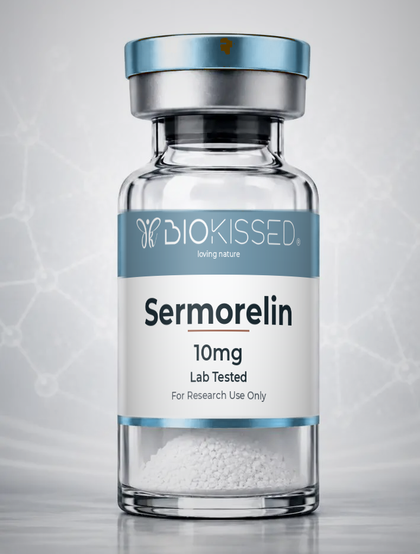 BIOKISSED®
loving nature
Sermorelin
10mg
Lab Tested
For Research Use Only